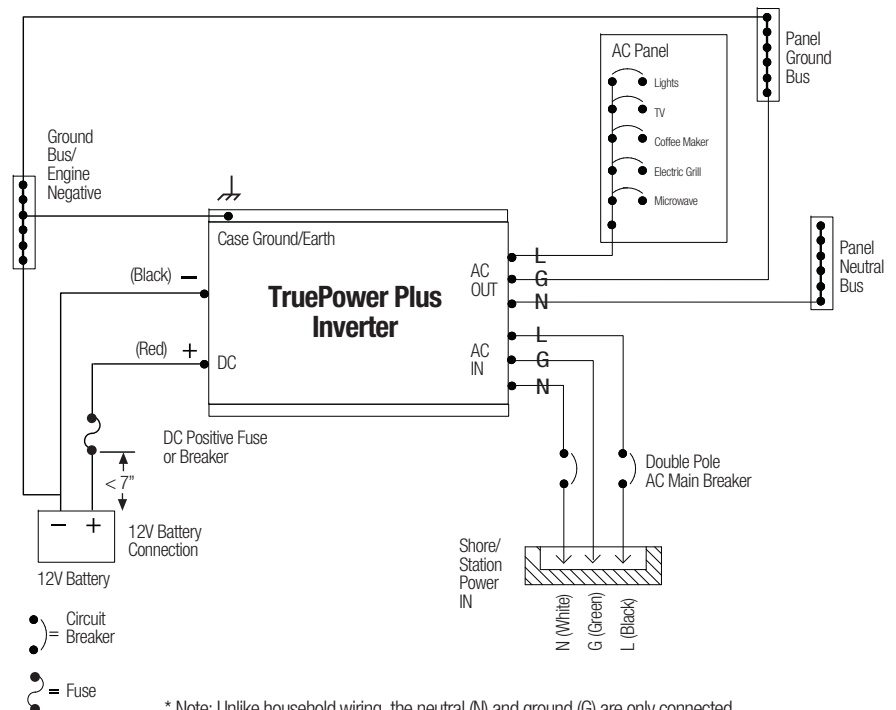 AC Panel
Lights
TV
Coffee Maker
Electric Grill
Microwave
Panel
Ground
Bus
Ground
Bus/
Engine
Negative
Case Ground/Earth
(Black) −
TruePower Plus
Inverter
(Red) +
DC
AC
OUT
L
G
N
AC
IN
L
G
N
Panel
Neutral
Bus
DC Positive Fuse
or Breaker
< 7"
− +
12V Battery
Connection
12V Battery
Double Pole
AC Main Breaker
Shore/
Station
Power
IN
N (White)
G (Green)
L (Black)
= Circuit
Breaker
= Fuse
* Note: Unlike household wiring, the neutral (N) and ground (G) are only connected